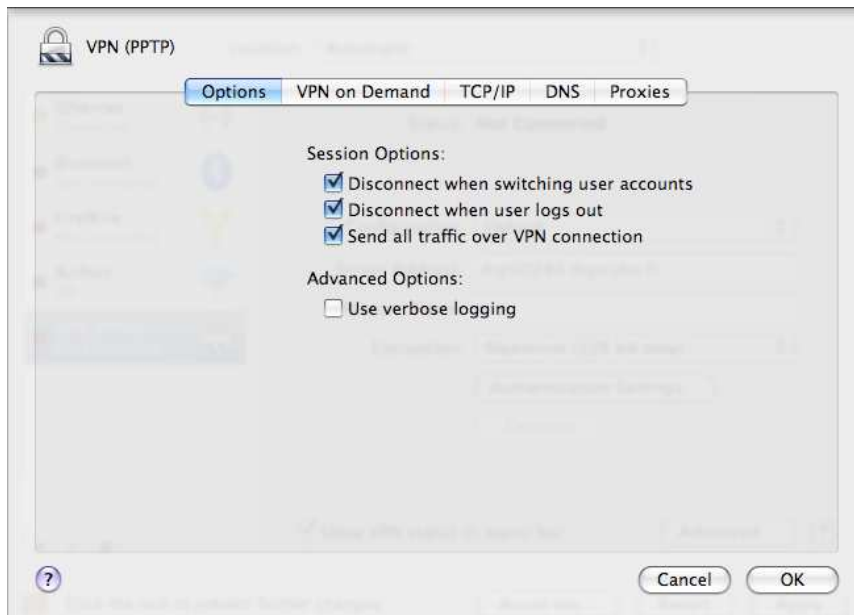 VPN (PPTP)
Options VPN on Demand TCP/IP DNS Proxies
Session Options:
Disconnect when switching user accounts
Disconnect when user logs out
Send all traffic over VPN connection
Advanced Options:
Use verbose logging
?
Cancel OK